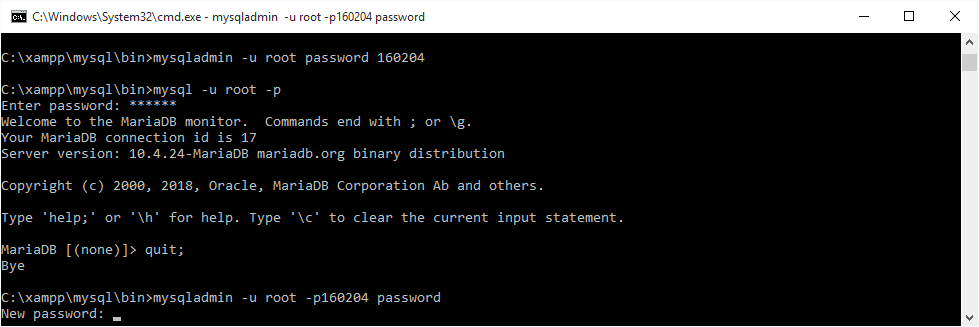 C:\Windows\System32\cmd.exe - mysqladmin -u root -p160204 password
C:\xampp\mysql\bin>mysqladmin -u root password 160204
C:\xampp\mysql\bin>mysql -u root -p
Enter password: ******
Welcome to the MariaDB monitor.  Commands end with ; or \g.
Your MariaDB connection id is 17
Server version: 10.4.24-MariaDB mariadb.org binary distribution
Copyright (c) 2000, 2018, Oracle, MariaDB Corporation Ab and others.
Type 'help;' or '\h' for help. Type '\c' to clear the current input statement.
MariaDB [(none)]> quit;
Bye
C:\xampp\mysql\bin>mysqladmin -u root -p160204 password
New password: _